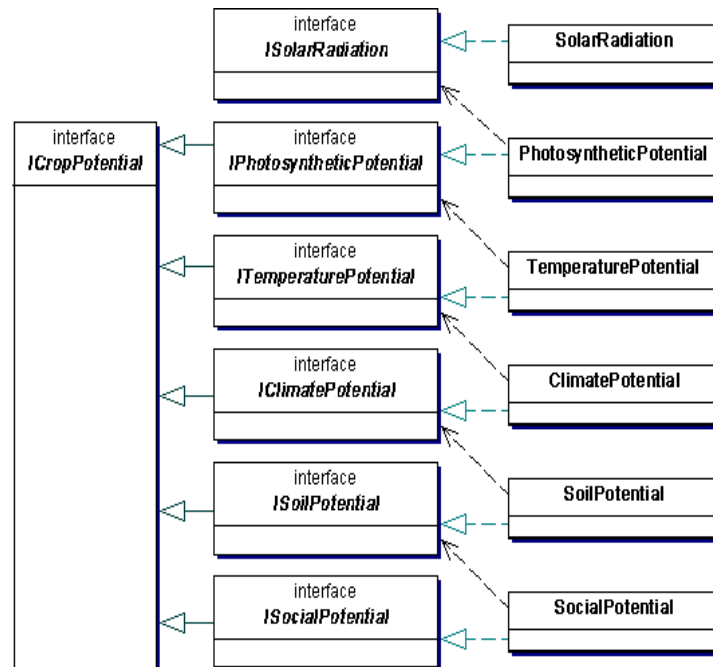 interface
ISolarRadiation
SolarRadiation
interface
ICropPotential
interface
IPhotosyntheticPotential
PhotosyntheticPotential
interface
ITemperaturePotential
TemperaturePotential
interface
IClimatePotential
ClimatePotential
interface
ISoilPotential
SoilPotential
interface
ISocialPotential
SocialPotential